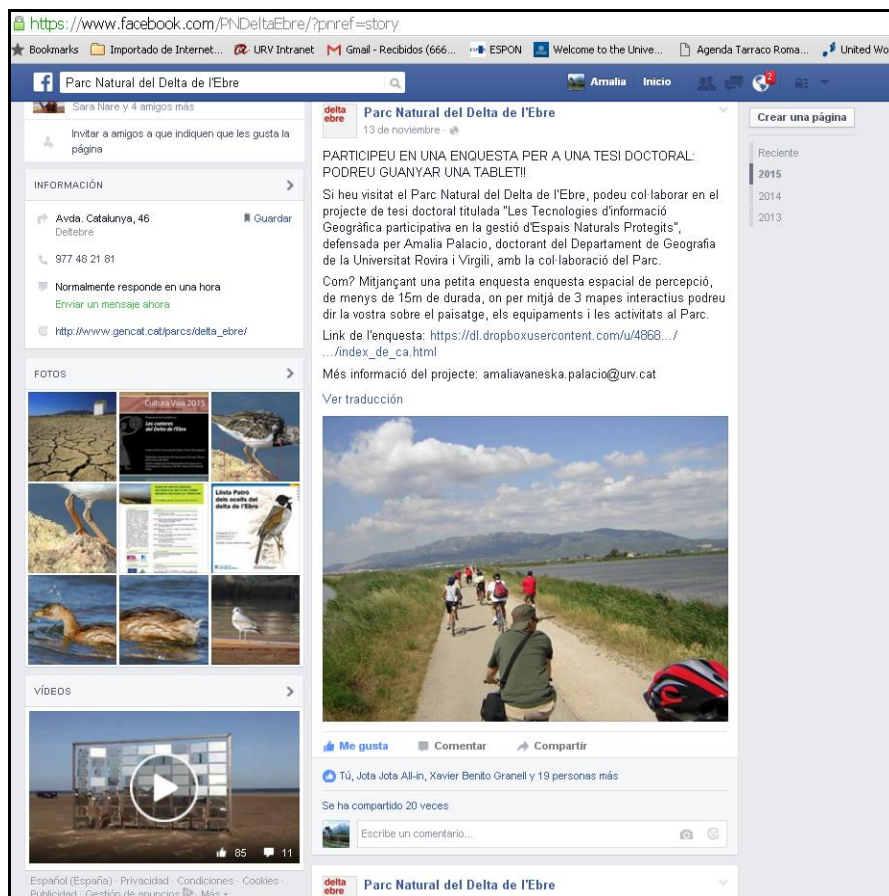 https://www.facebook.com/PNDeltaEbre/?pnref=story
Bookmarks Importado de Internet... URV Intranet Gmail - Recibidos (666... ESPON Welcome to the Unive... Agenda Tarraco Roma... United Wo
Parc Natural del Delta de l'Ebre
Amalia Inicio 2
Sara Nare y 4 amigos más
Invitar a amigos a que indiquen que les gusta la
página
INFORMACIÓN
Avda. Catalunya, 46 Guardar
Deltebre
977 48 21 81
Normalmente responde en una hora
Enviar un mensaje ahora
http://www.gencat.cat/parcs/delta_ebre/
FOTOS
Cultura Viva 2015
Llista Patró
dels ocells del
delta de l'Ebre
VÍDEOS
85 11
Español (España) · Privacidad · Condiciones · Cookies ·
Publicidad · Gestión de anuncios · Más
delta
ebre
Parc Natural del Delta de l'Ebre
13 de noviembre ·
PARTICIPEU EN UNA ENQUESTA PER A UNA TESI DOCTORAL:
PODREU GUANYAR UNA TABLET!!
Si heu visitat el Parc Natural del Delta de l'Ebre, podeu col·laborar en el
projecte de tesi doctoral titulada "Les Tecnologies d'informació
Geogràfica participativa en la gestió d'Espais Naturals Protegits",
defensada per Amalia Palacio, doctorant del Departament de Geografia
de la Universitat Rovira i Virgili, amb la col·laboració del Parc.
Com? Mitjançant una petita enquesta enquesta espacial de percepció,
de menys de 15m de durada, on per mitjà de 3 mapes interactius podreu
dir la vostra sobre el paisatge, els equipaments i les activitats al Parc.
Link de l'enquesta: https://dl.dropboxusercontent.com/u/4868.../
.../index_de_ca.html
Més informació del projecte: amaliavaneska.palacio@urv.cat
Ver traducción
Me gusta Comentar Compartir
Tú, Jota Jota All-in, Xavier Benito Granell y 19 personas más
Se ha compartido 20 veces
Escribe un comentario...
delta
ebre
Parc Natural del Delta de l'Ebre
Crear una página
Reciente
2015
2014
2013